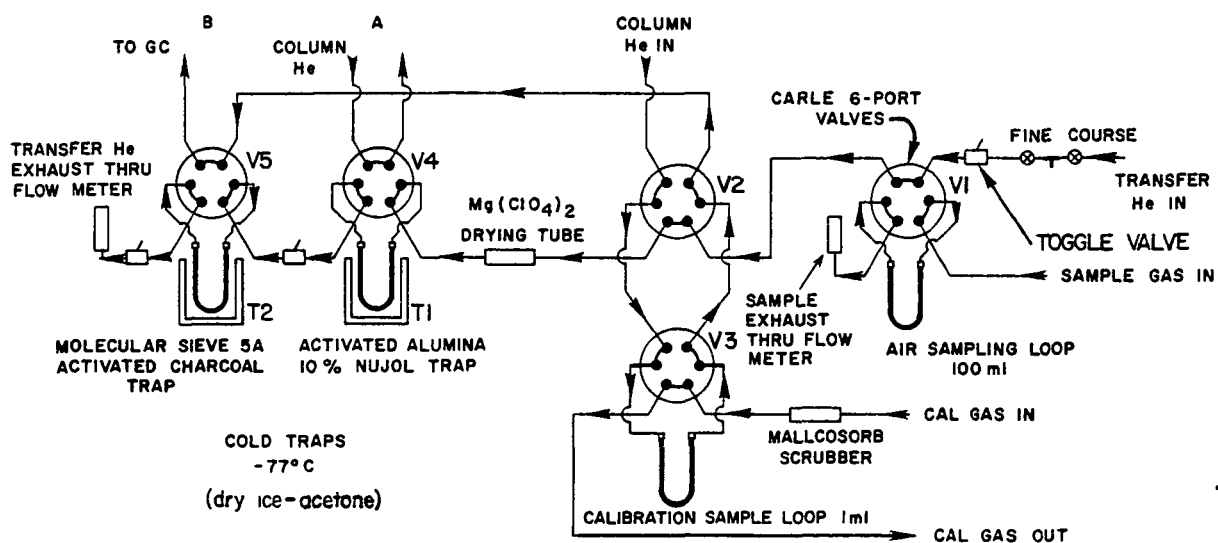 B
A
TO GC
COLUMN
He
COLUMN
He IN
CARLE 6-PORT
VALVES
FINE COURSE
TRANSFER He
EXHAUST THRU
FLOW METER
V5
V4
V2
V1
TRANSFER
He IN
Mg(ClO4)2
DRYING TUBE
TOGGLE VALVE
SAMPLE GAS IN
T2
T1
SAMPLE
EXHAUST
THRU FLOW
METER
V3
MOLECULAR SIEVE 5A
ACTIVATED CHARCOAL
TRAP
ACTIVATED ALUMINA
10% NUJOL TRAP
AIR SAMPLING LOOP
100 ml
CAL GAS IN
MALLCOSORB
SCRUBBER
COLD TRAPS
-77°C
(dry ice-acetone)
CALIBRATION SAMPLE LOOP 1ml
CAL GAS OUT